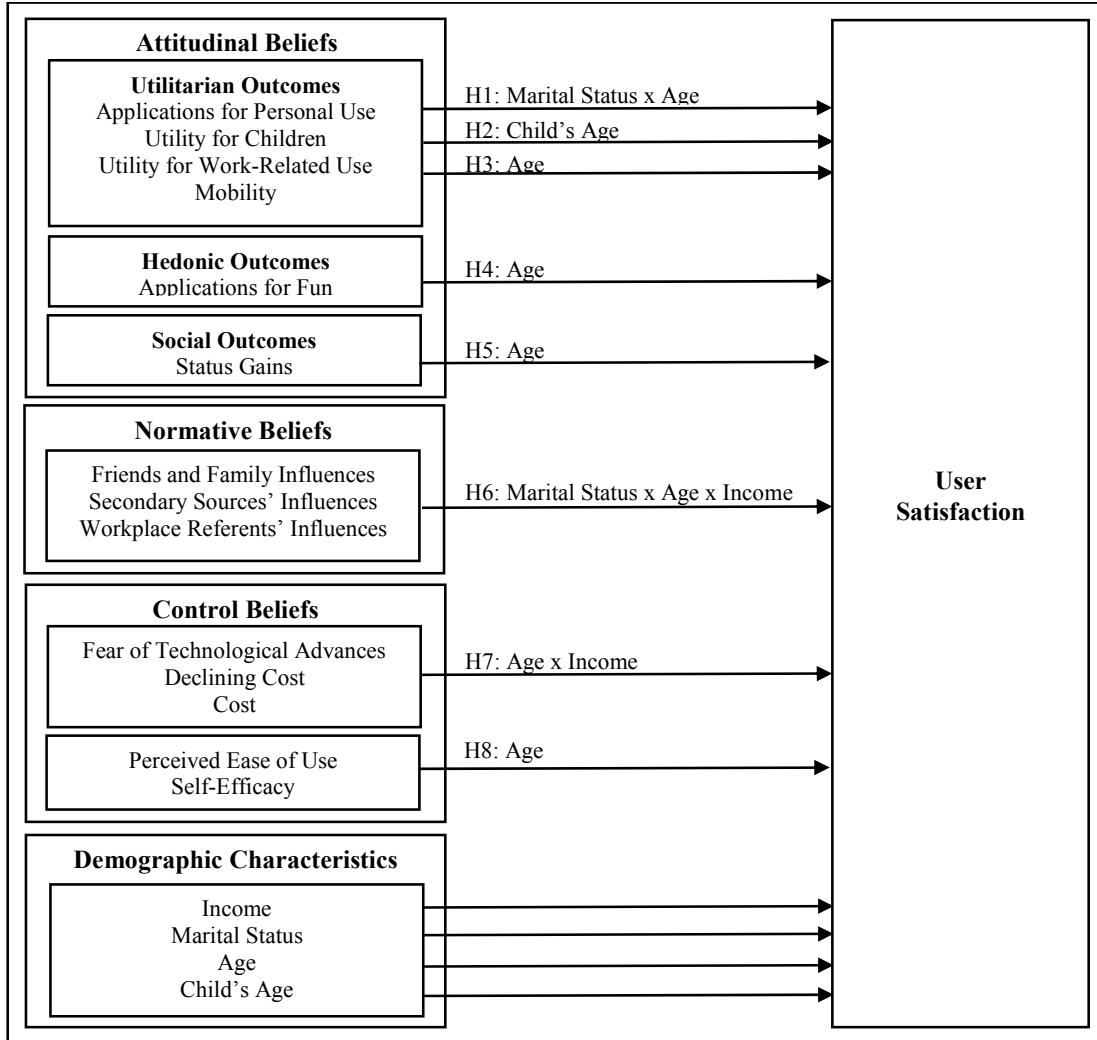 Attitudinal Beliefs
Utilitarian Outcomes
Applications for Personal Use
Utility for Children
Utility for Work-Related Use
Mobility
H1: Marital Status x Age
H2: Child's Age
H3: Age
Hedonic Outcomes
Applications for Fun
H4: Age
Social Outcomes
Status Gains
H5: Age
Normative Beliefs
Friends and Family Influences
Secondary Sources' Influences
Workplace Referents' Influences
H6: Marital Status x Age x Income
Control Beliefs
Fear of Technological Advances
Declining Cost
Cost
H7: Age x Income
Perceived Ease of Use
Self-Efficacy
H8: Age
Demographic Characteristics
Income
Marital Status
Age
Child's Age
User
Satisfaction